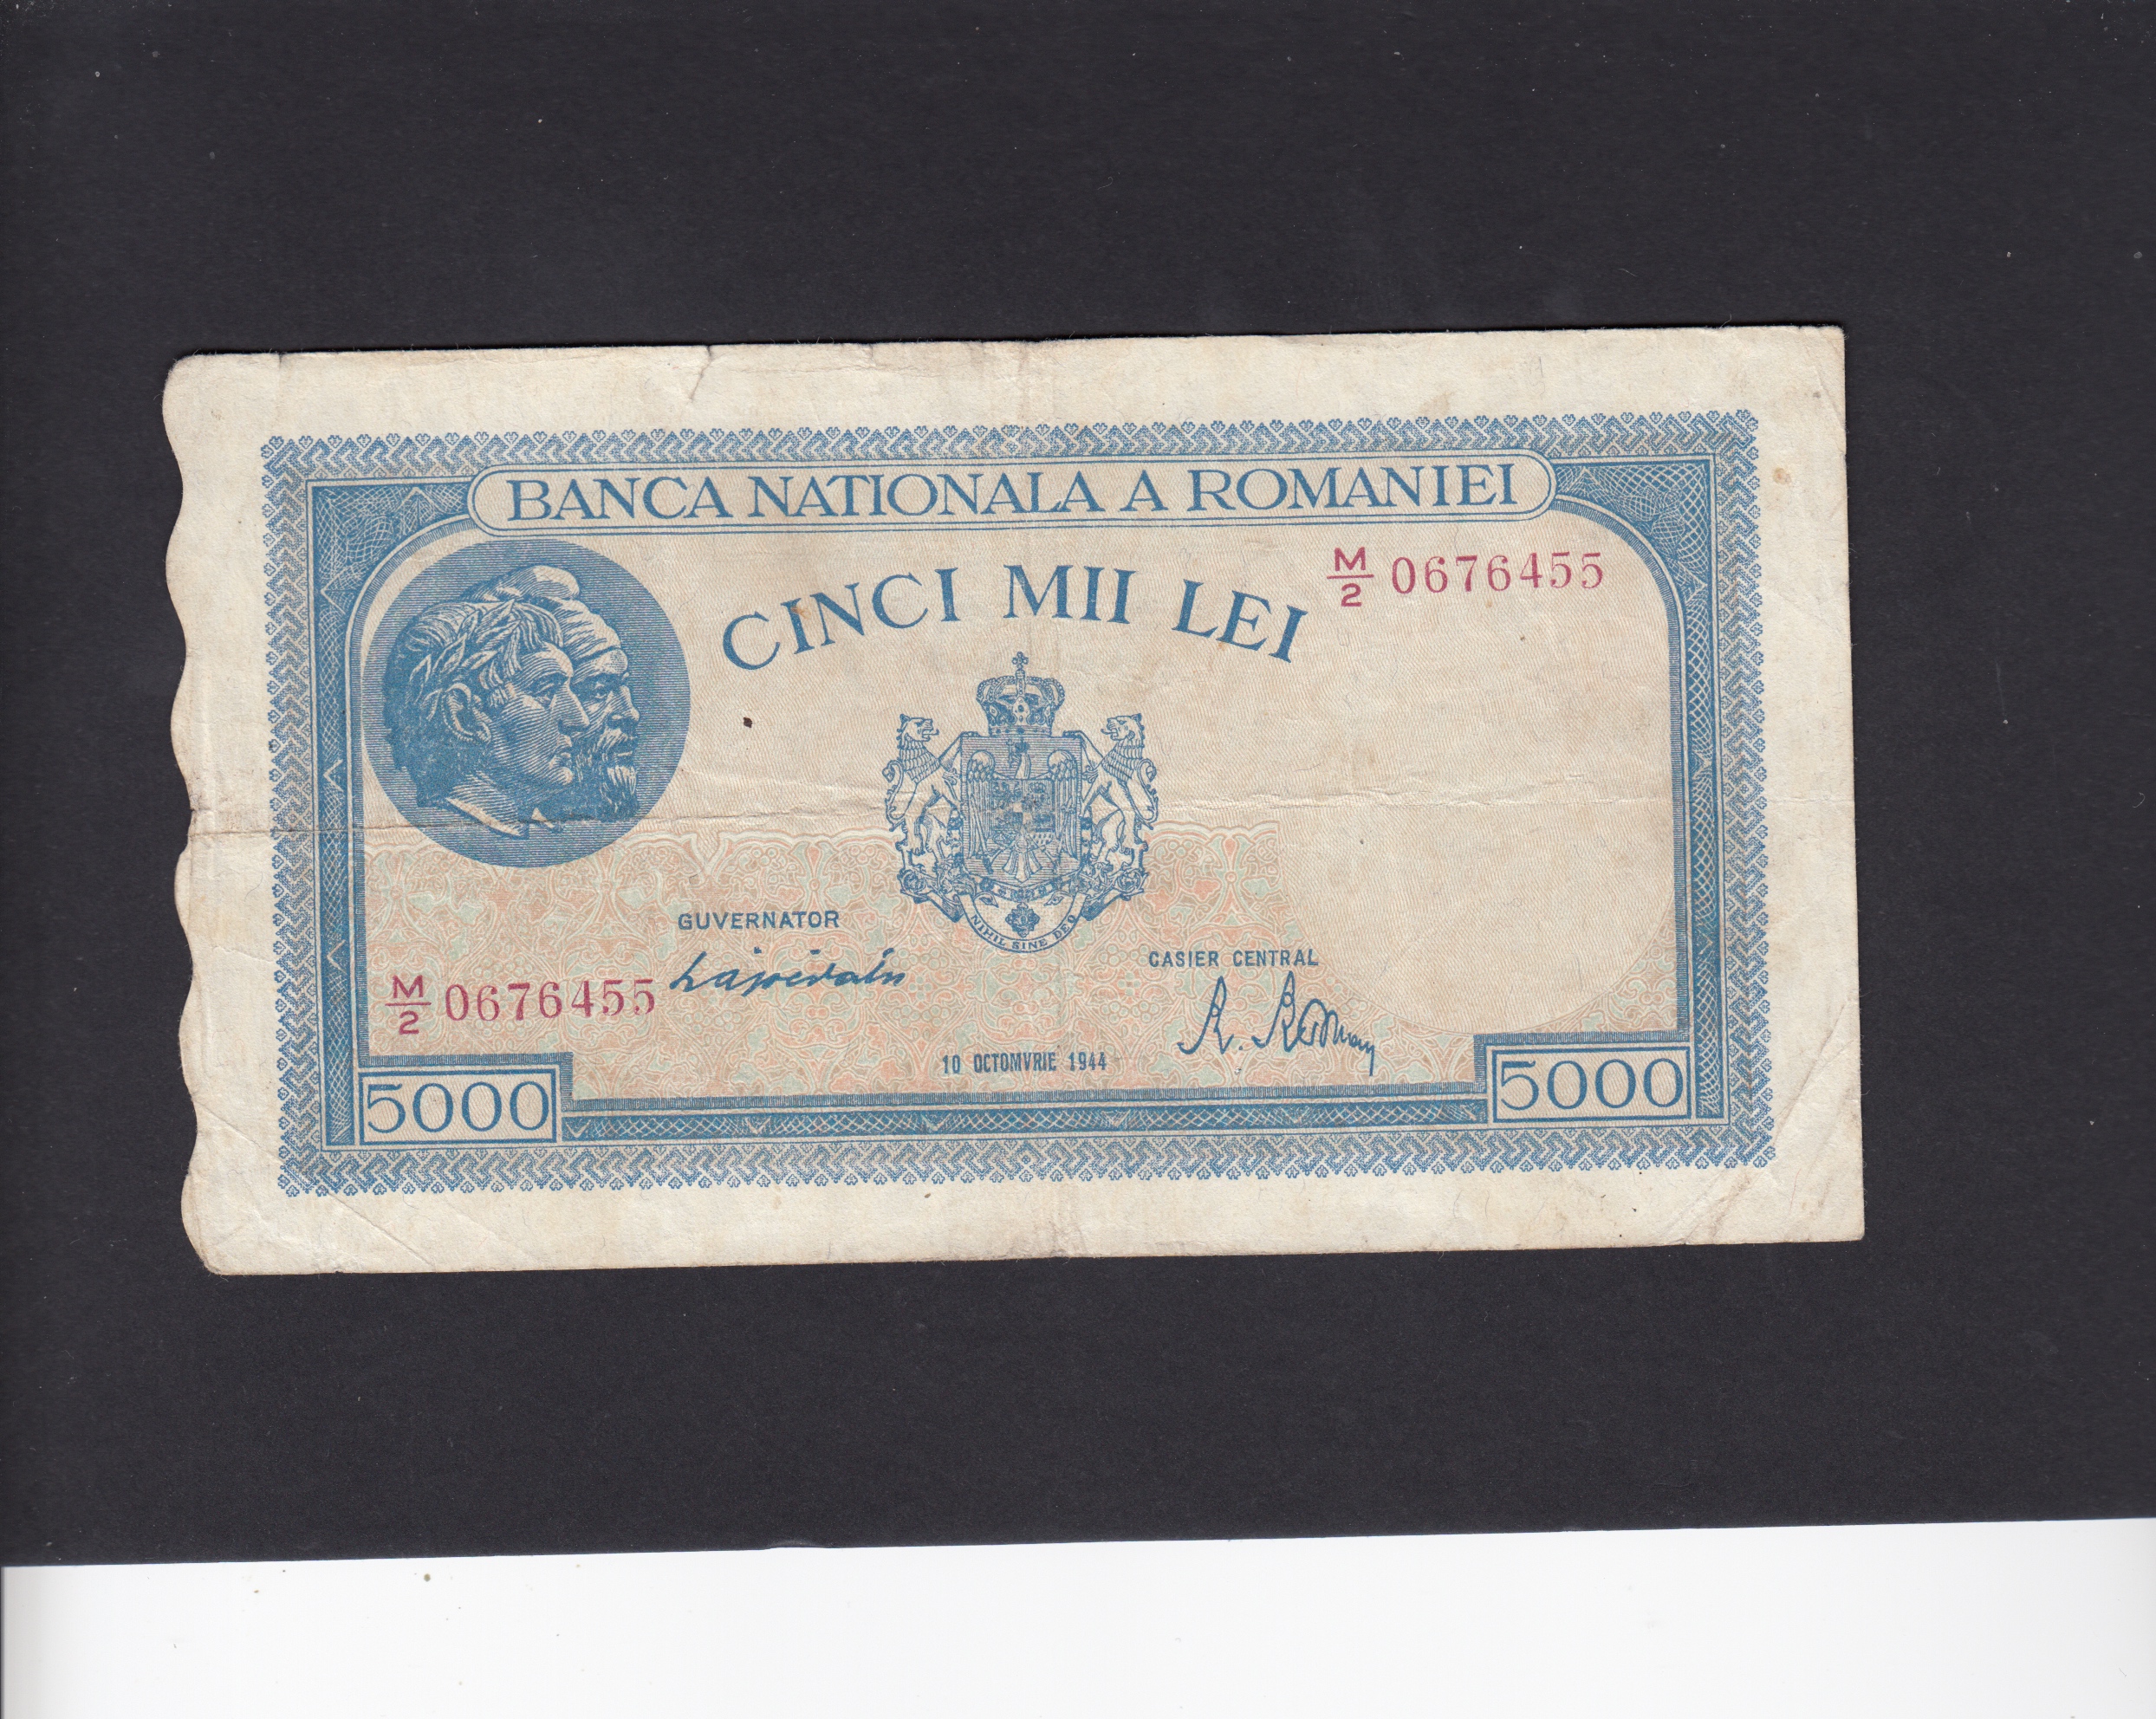 BANCA NATIONALA A ROMANIEI
CINCI MII LEI
M/2 0676455
NIHIL SINE DEO
GUVERNATOR
CASIER CENTRAL
M/2 0676455
10 OCTOMVRIE 1944
5000
5000